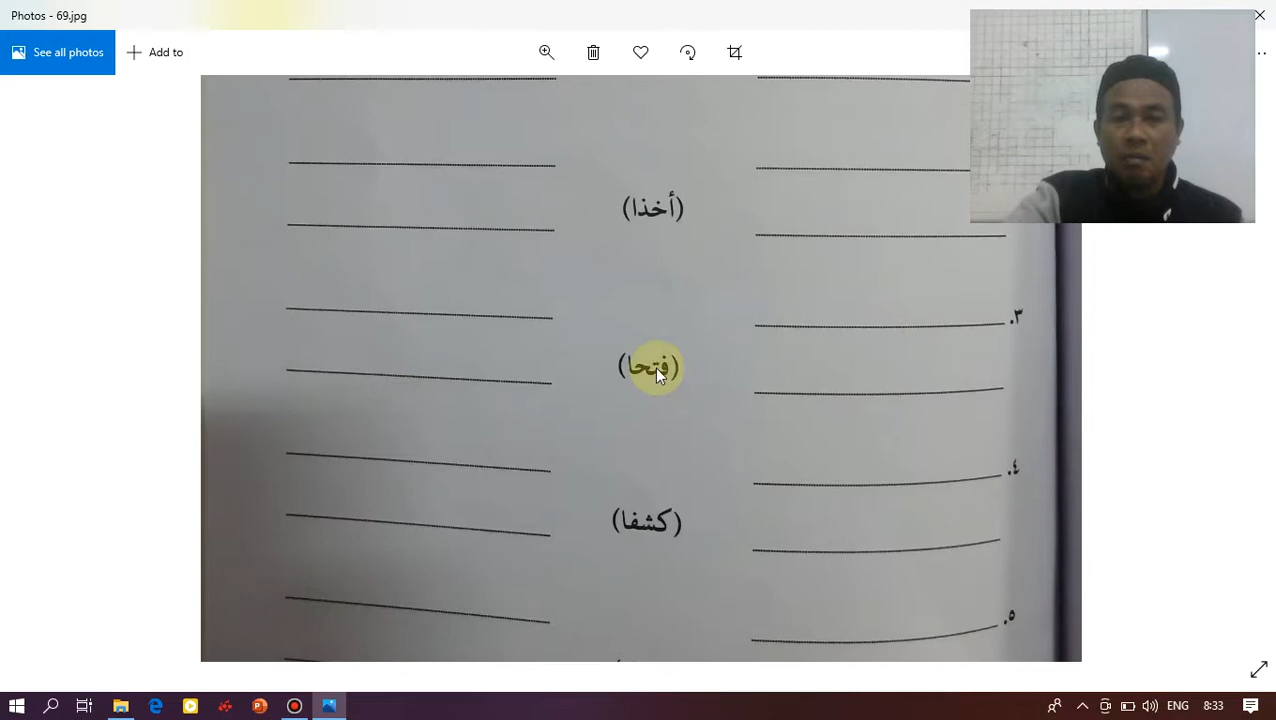 Photos - 69.jpg
See all photos
Add to
(أخذا)
٣.
(فتحا)
٤.
(كشفا)
٥.
ENG
8:33